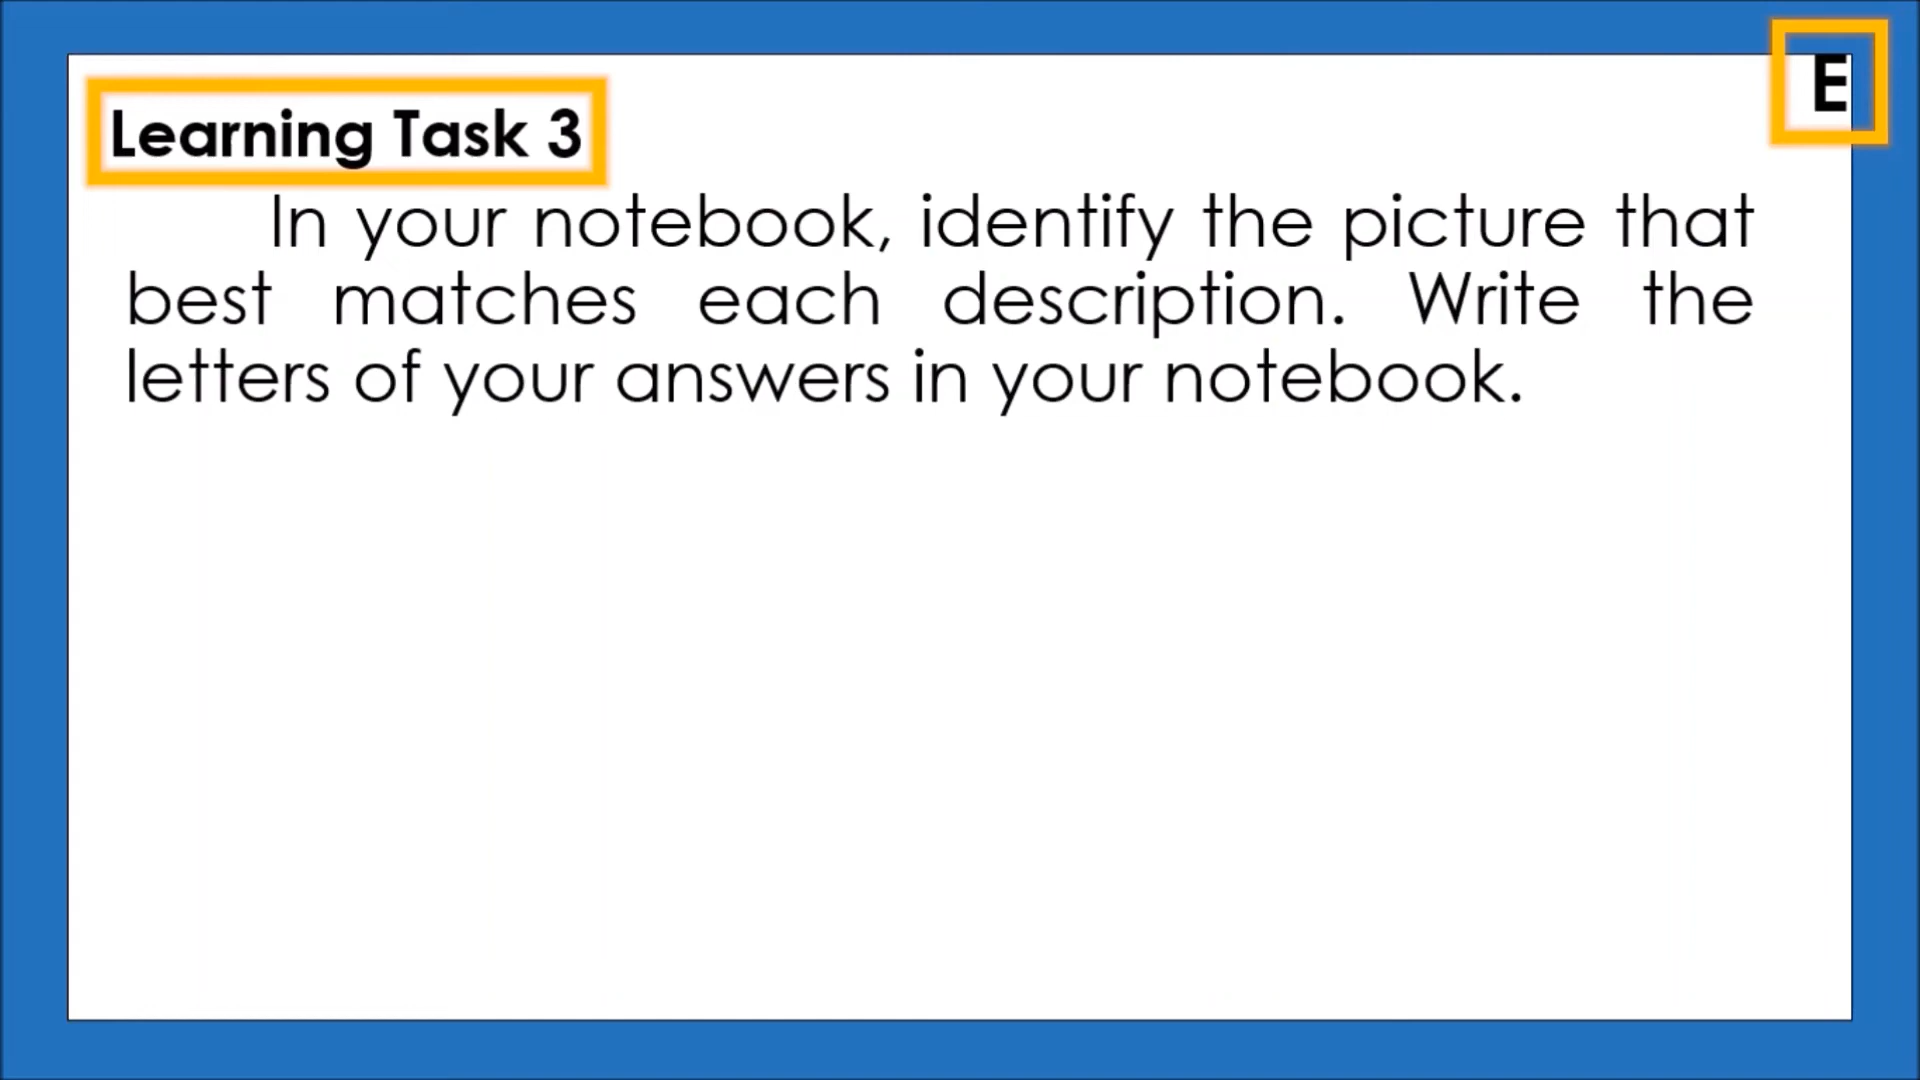 E
Learning Task 3
In your notebook, identify the picture that
best matches each description. Write the
letters of your answers in your notebook.